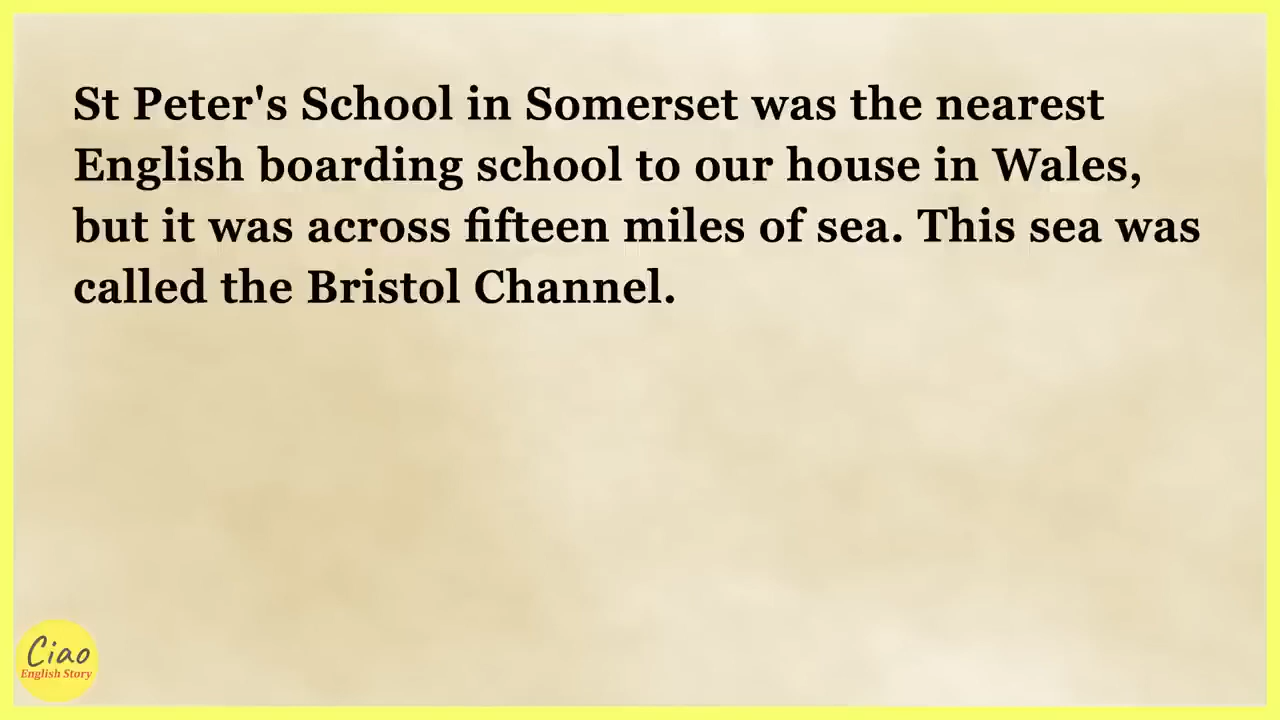 St Peter's School in Somerset was the nearest
English boarding school to our house in Wales,
but it was across fifteen miles of sea. This sea was
called the Bristol Channel.
Ciao
English Story